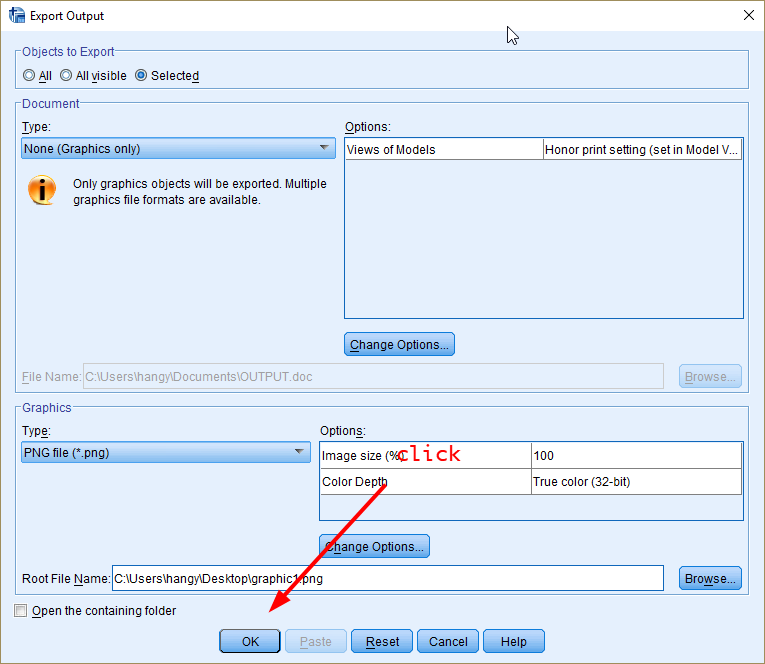 Export Output
Objects to Export
All All visible Selected
Document
Type:
None (Graphics only)
Only graphics objects will be exported. Multiple
graphics file formats are available.
Options:
Views of Models Honor print setting (set in Model V...
Change Options...
File Name: C:\Users\hangy\Documents\OUTPUT.doc Browse...
Graphics
Type:
PNG file (*.png)
Options:
Image size (%) 100
click
Color Depth True color (32-bit)
Change Options...
Root File Name: C:\Users\hangy\Desktop\graphic1.png Browse...
Open the containing folder
OK Paste Reset Cancel Help